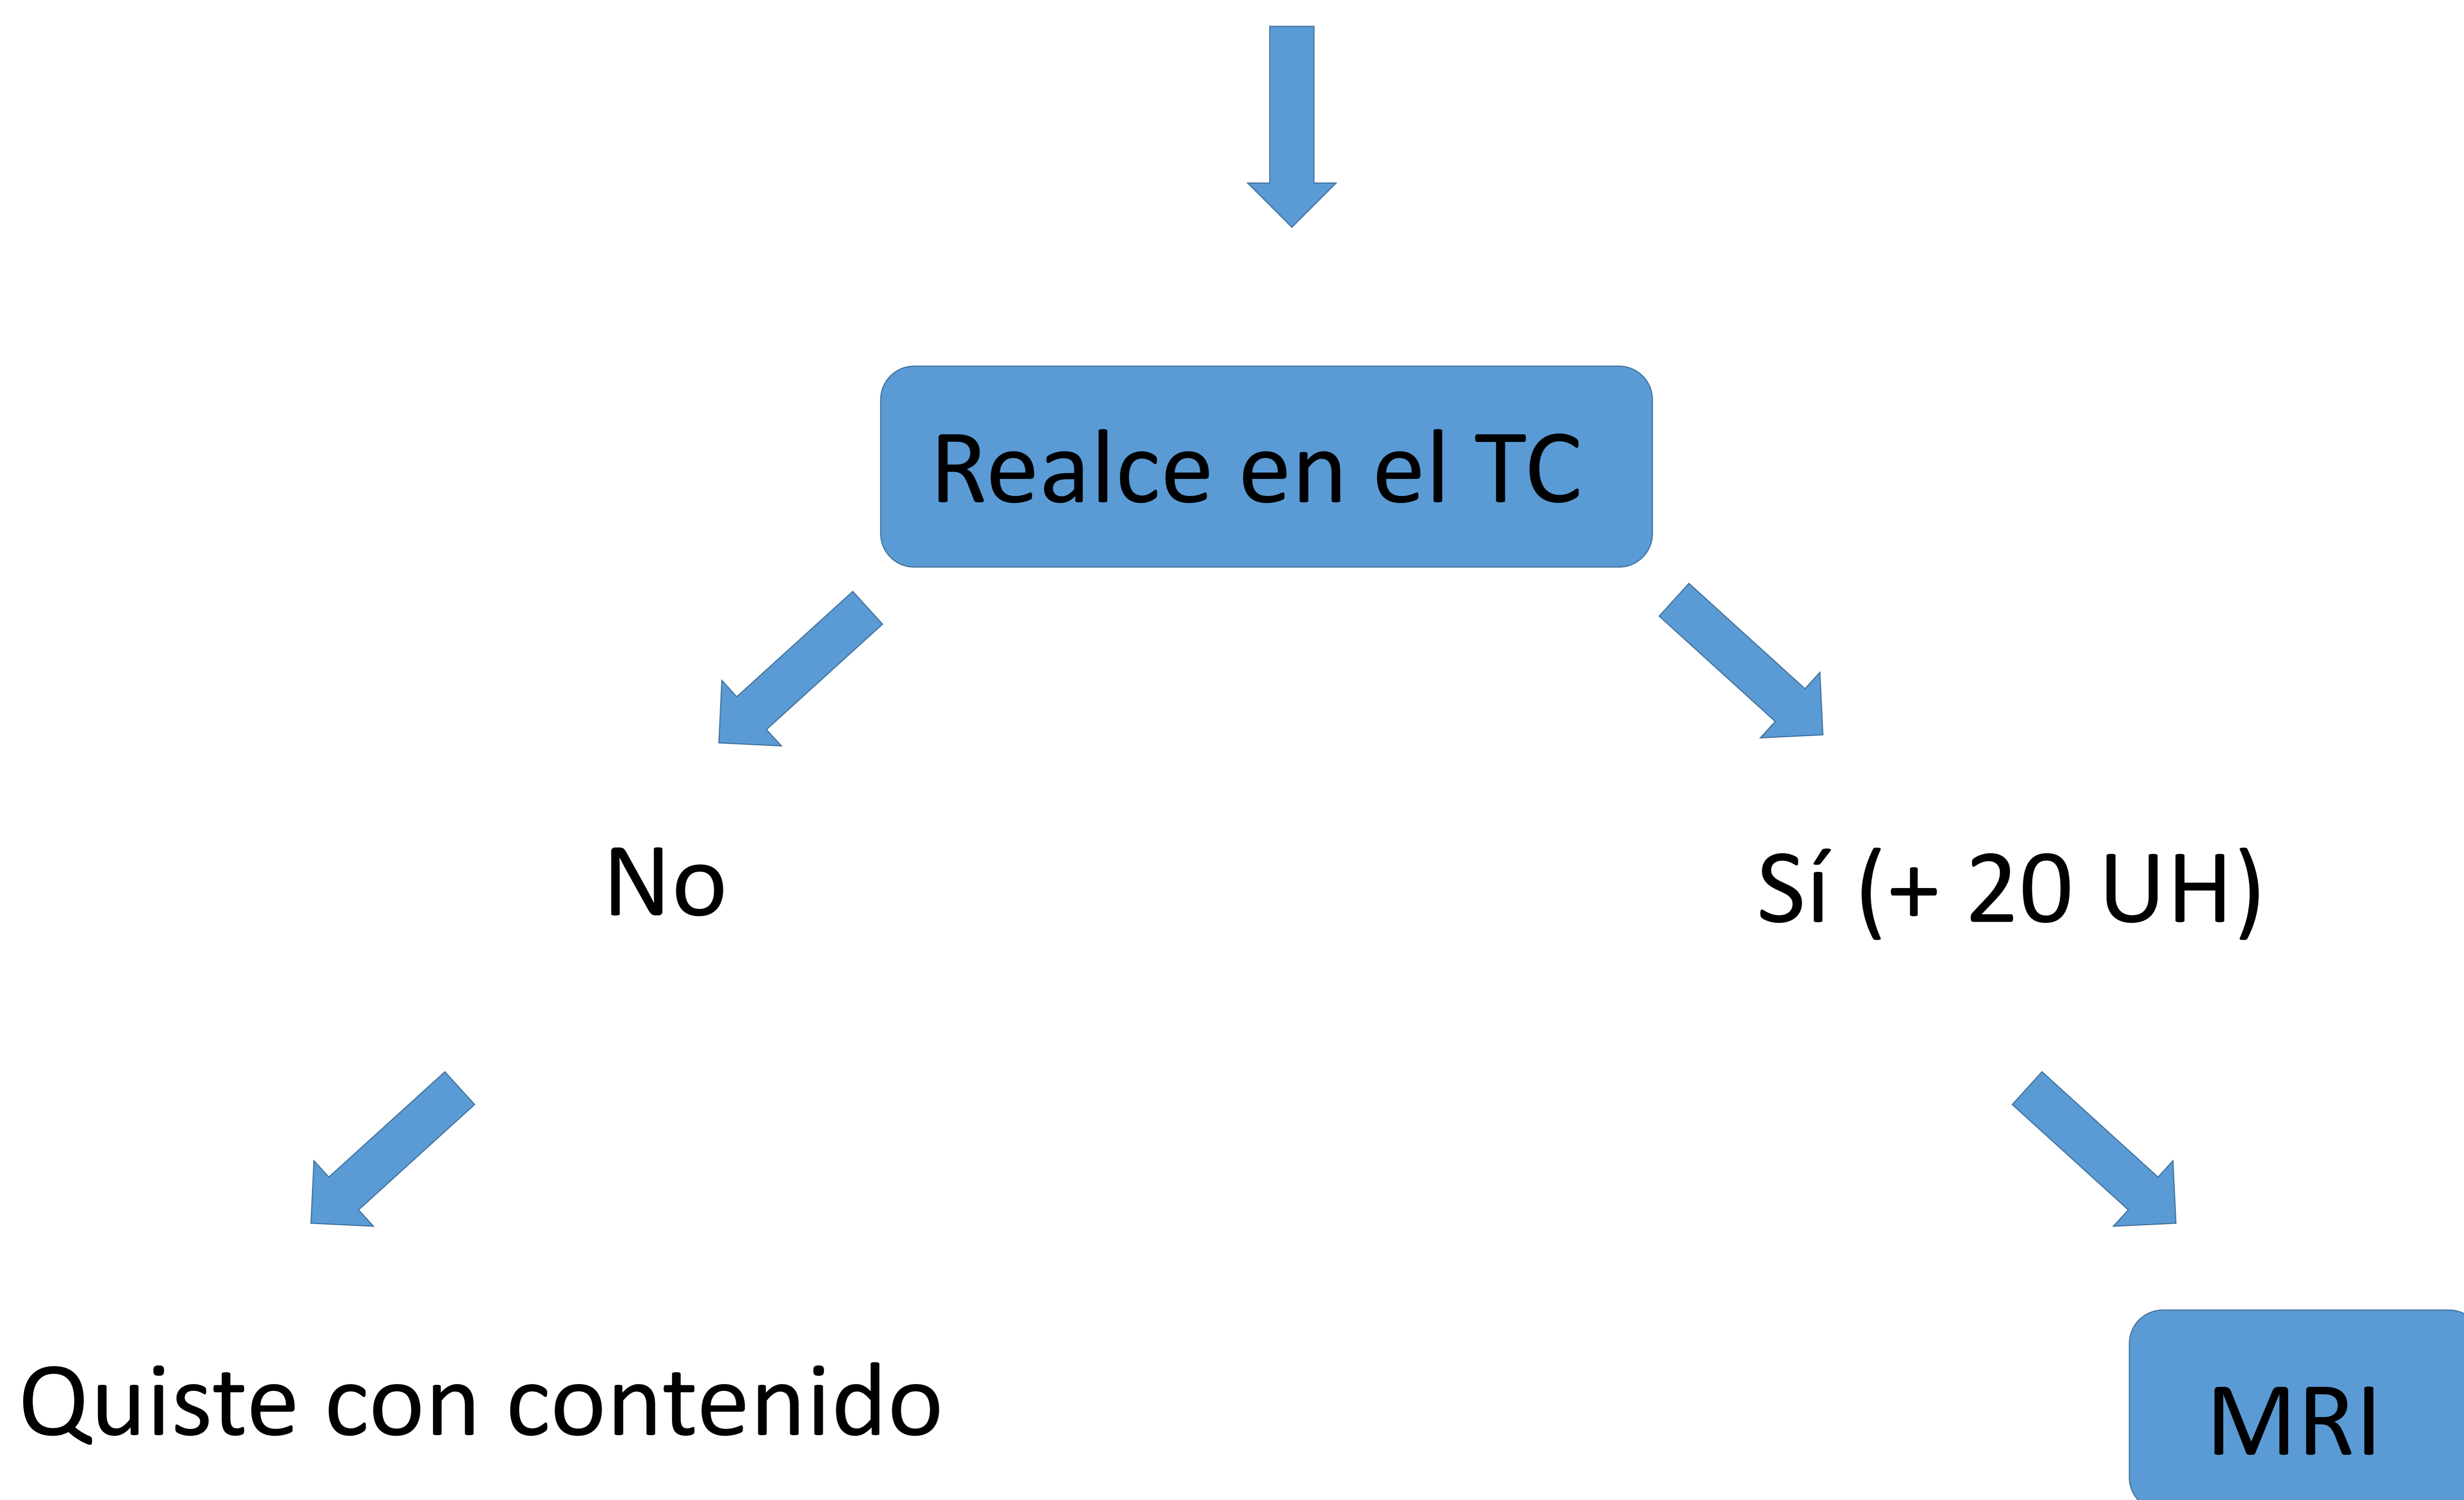 Realce en el TC
No
Sí (+ 20 UH)
Quiste con contenido
MRI